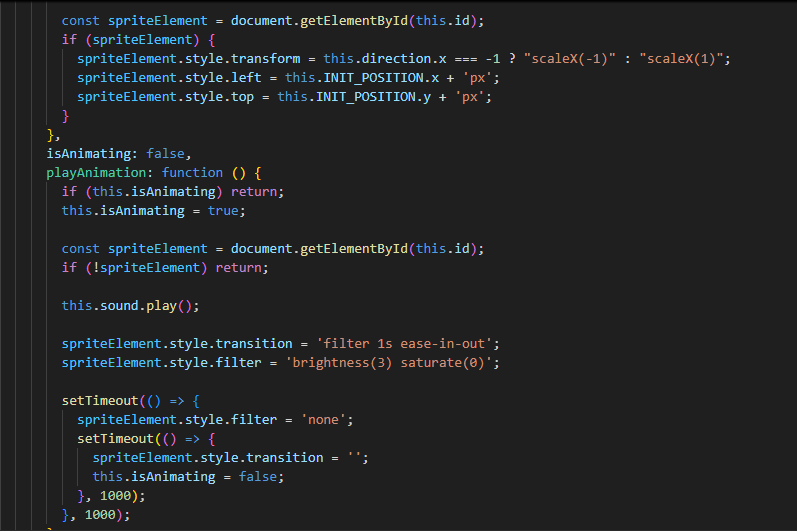 const spriteElement = document.getElementById(this.id);
if (spriteElement) {
spriteElement.style.transform = this.direction.x === -1 ? "scaleX(-1)" : "scaleX(1)";
spriteElement.style.left = this.INIT_POSITION.x + 'px';
spriteElement.style.top = this.INIT_POSITION.y + 'px';
}
},
isAnimating: false,
playAnimation: function () {
if (this.isAnimating) return;
this.isAnimating = true;
const spriteElement = document.getElementById(this.id);
if (!spriteElement) return;
this.sound.play();
spriteElement.style.transition = 'filter 1s ease-in-out';
spriteElement.style.filter = 'brightness(3) saturate(0)';
setTimeout(() => {
spriteElement.style.filter = 'none';
setTimeout(() => {
spriteElement.style.transition = '';
this.isAnimating = false;
}, 1000);
}, 1000);